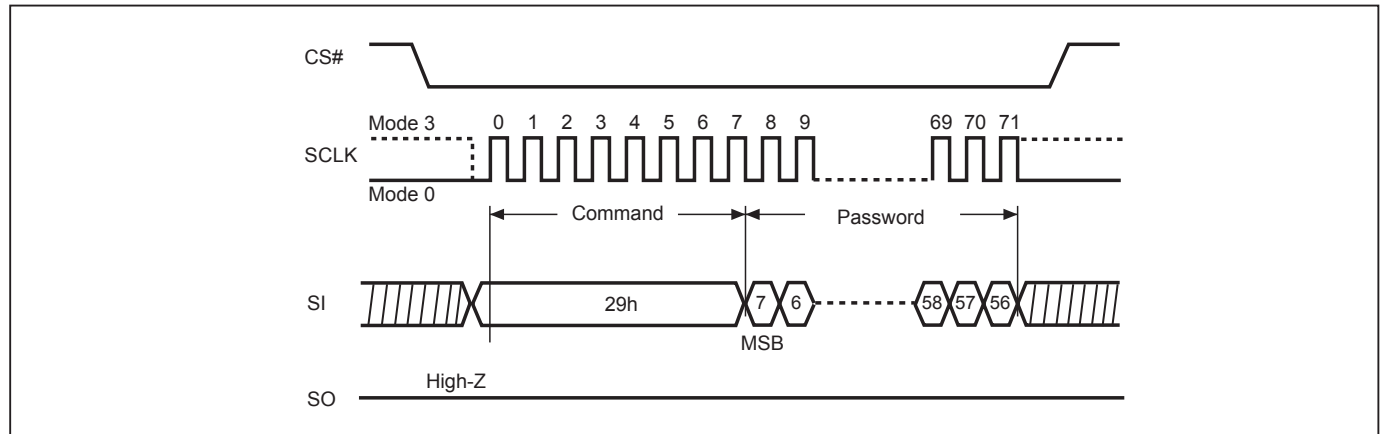 CS#
Mode 3 0 1 2 3 4 5 6 7 8 9 69 70 71
SCLK
Mode 0
Command Password
SI 29h 7 6 58 57 56
MSB
High-Z
SO